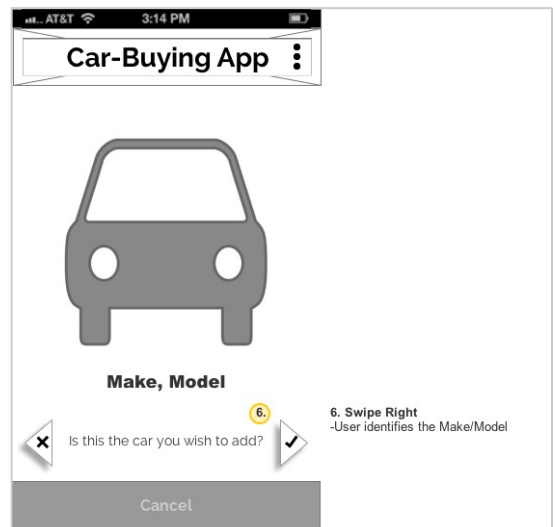 AT&T 3:14 PM
Car-Buying App
Make, Model
6.
Is this the car you wish to add?
Cancel
6. Swipe Right
-User identifies the Make/Model